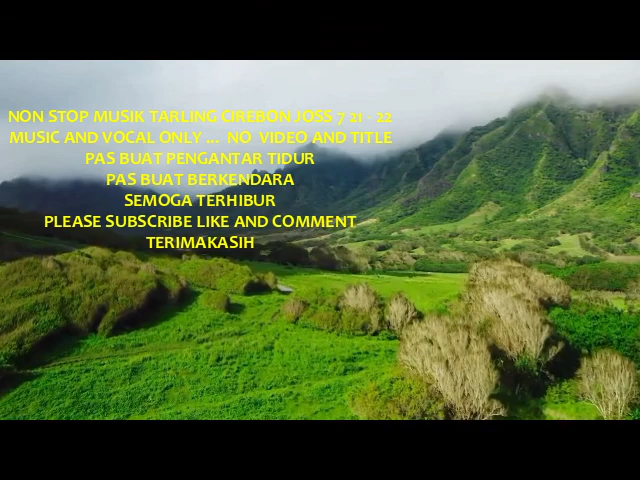 NON STOP MUSIK TARLING CIREBON JOSS 7 21 - 22
MUSIC AND VOCAL ONLY ... NO VIDEO AND TITLE
PAS BUAT PENGANTAR TIDUR
PAS BUAT BERKENDARA
SEMOGA TERHIBUR
PLEASE SUBSCRIBE LIKE AND COMMENT
TERIMAKASIH